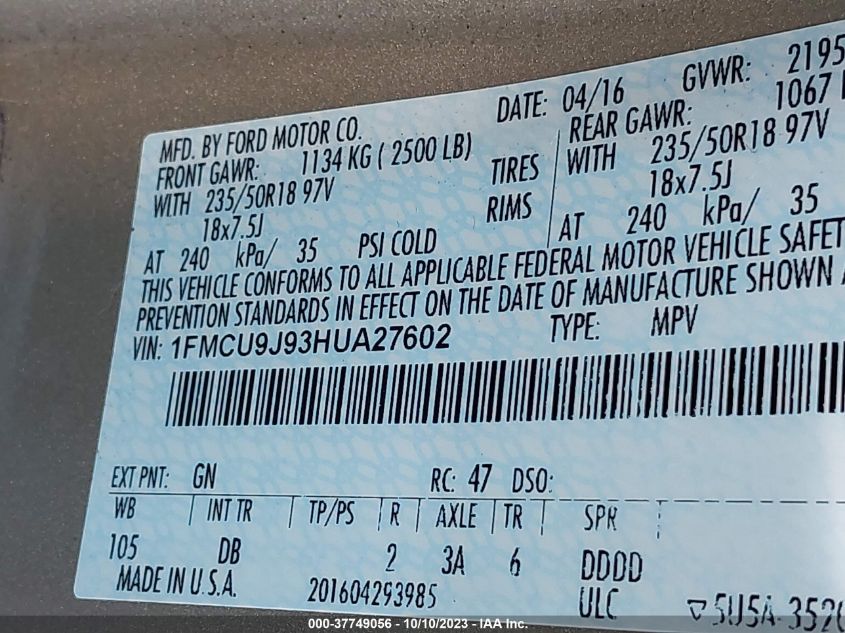 MFD. BY FORD MOTOR CO. DATE: 04/16 GVWR: 2195
FRONT GAWR: 1134 KG ( 2500 LB) REAR GAWR: 1067
WITH 235/50R18 97V TIRES WITH 235/50R18 97V
18x7.5J RIMS 18x7.5J
AT 240 kPa/ 35 PSI COLD AT 240 kPa/ 35
THIS VEHICLE CONFORMS TO ALL APPLICABLE FEDERAL MOTOR VEHICLE SAFET
PREVENTION STANDARDS IN EFFECT ON THE DATE OF MANUFACTURE SHOWN
VIN: 1FMCU9J93HUA27602 TYPE: MPV
EXT PNT: GN RC: 47 DSO:
WB INT TR TP/PS R AXLE TR SPR
105 DB 2 3A 6 DDDD
MADE IN U.S.A. 201604293985 ULC ▽5U5A-3520
000-37749056 - 10/10/2023 - IAA Inc.